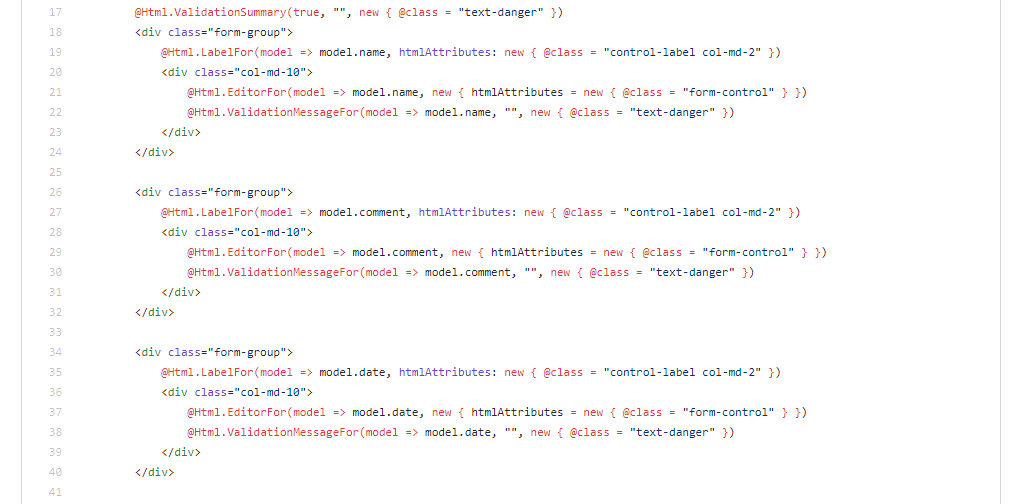 17 @Html.ValidationSummary(true, "", new { @class = "text-danger" })
18 <div class="form-group">
19 @Html.LabelFor(model => model.name, htmlAttributes: new { @class = "control-label col-md-2" })
20 <div class="col-md-10">
21 @Html.EditorFor(model => model.name, new { htmlAttributes = new { @class = "form-control" } })
22 @Html.ValidationMessageFor(model => model.name, "", new { @class = "text-danger" })
23 </div>
24 </div>
25
26 <div class="form-group">
27 @Html.LabelFor(model => model.comment, htmlAttributes: new { @class = "control-label col-md-2" })
28 <div class="col-md-10">
29 @Html.EditorFor(model => model.comment, new { htmlAttributes = new { @class = "form-control" } })
30 @Html.ValidationMessageFor(model => model.comment, "", new { @class = "text-danger" })
31 </div>
32 </div>
33
34 <div class="form-group">
35 @Html.LabelFor(model => model.date, htmlAttributes: new { @class = "control-label col-md-2" })
36 <div class="col-md-10">
37 @Html.EditorFor(model => model.date, new { htmlAttributes = new { @class = "form-control" } })
38 @Html.ValidationMessageFor(model => model.date, "", new { @class = "text-danger" })
39 </div>
40 </div>
41